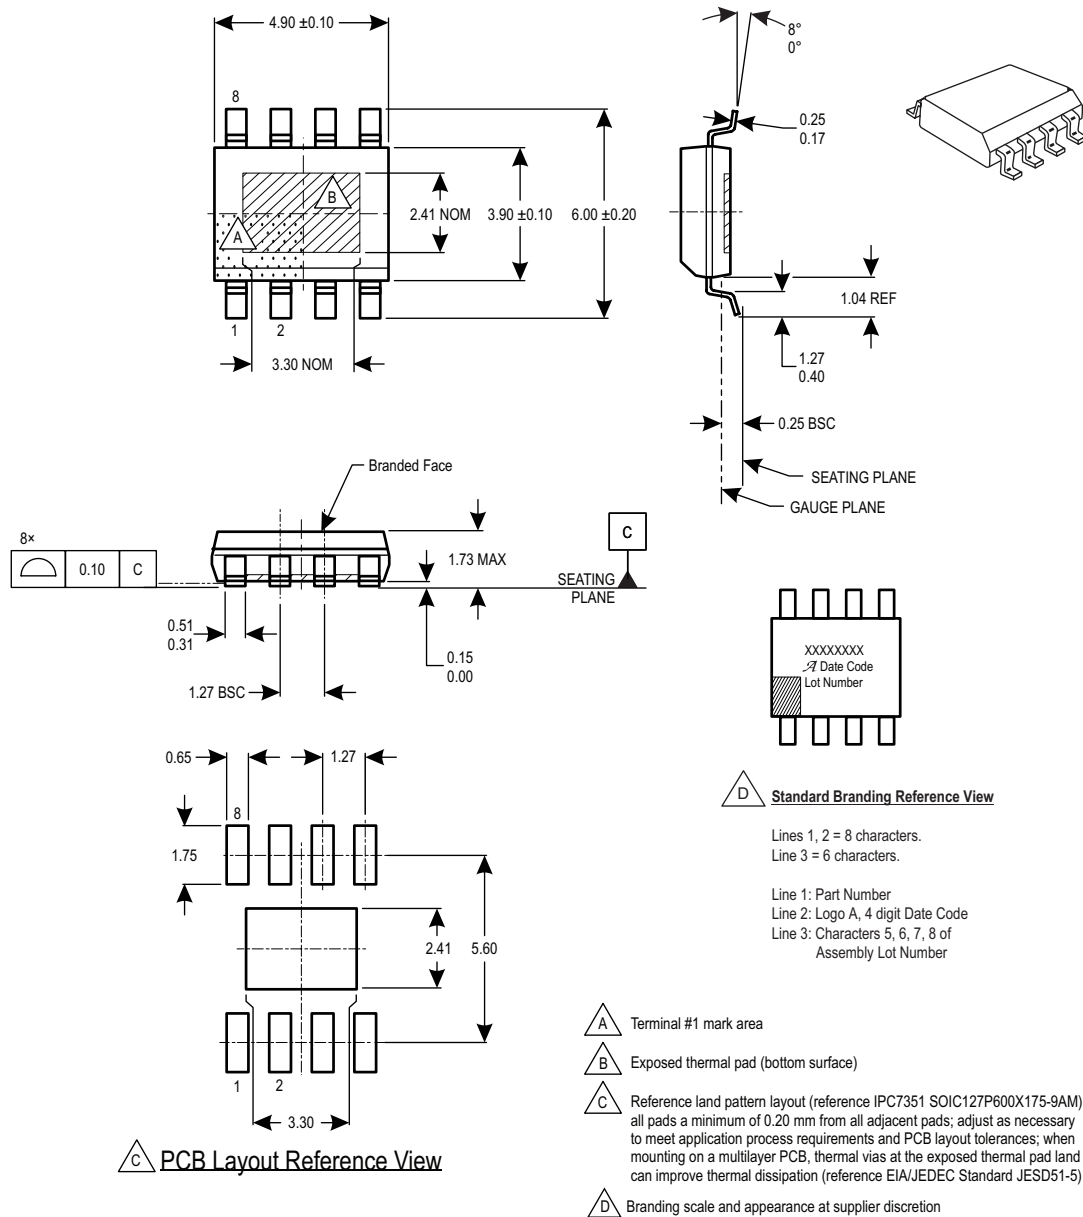 4.90 ±0.10
8
B
A
2.41 NOM
3.90 ±0.10
6.00 ±0.20
1
2
3.30 NOM
8°
0°
0.25
0.17
1.04 REF
1.27
0.40
0.25 BSC
SEATING PLANE
GAUGE PLANE
Branded Face
8×
0.10
C
1.73 MAX
C
SEATING
PLANE
0.51
0.31
0.15
0.00
1.27 BSC
XXXXXXXX
A Date Code
Lot Number
D Standard Branding Reference View
Lines 1, 2 = 8 characters.
Line 3 = 6 characters.
Line 1: Part Number
Line 2: Logo A, 4 digit Date Code
Line 3: Characters 5, 6, 7, 8 of
Assembly Lot Number
0.65
1.27
8
1.75
2.41
5.60
1
2
3.30
C PCB Layout Reference View
A Terminal #1 mark area
B Exposed thermal pad (bottom surface)
C Reference land pattern layout (reference IPC7351 SOIC127P600X175-9AM)
all pads a minimum of 0.20 mm from all adjacent pads; adjust as necessary
to meet application process requirements and PCB layout tolerances; when
mounting on a multilayer PCB, thermal vias at the exposed thermal pad land
can improve thermal dissipation (reference EIA/JEDEC Standard JESD51-5)
D Branding scale and appearance at supplier discretion